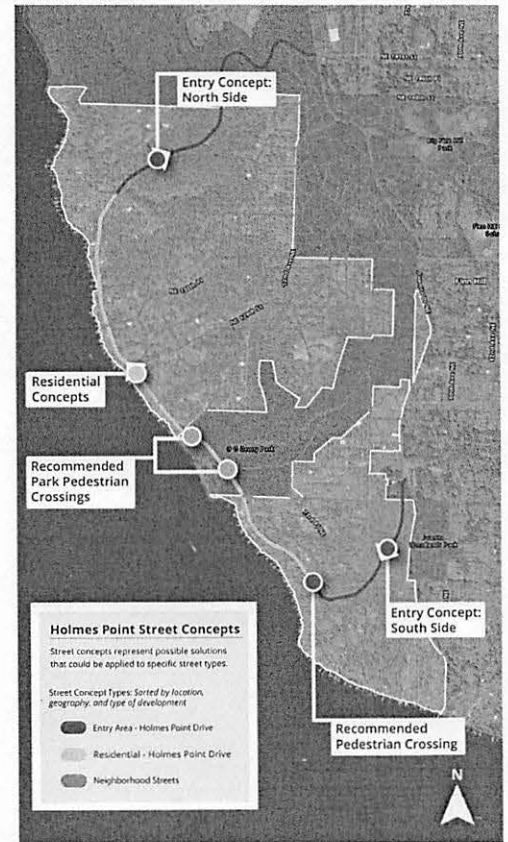 Entry Concept:
North Side
Residential
Concepts
Recommended
Park Pedestrian
Crossings
Entry Concept:
South Side
Recommended
Pedestrian Crossing
Holmes Point Street Concepts
Street concepts represent possible solutions
that could be applied to specific street types.
Street Concept Types: Sorted by location,
geography, and type of development
Entry Area - Holmes Point Drive
Residential - Holmes Point Drive
Neighborhood Streets
N